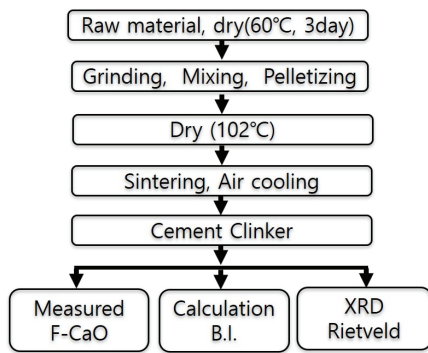 Raw material, dry(60℃, 3day)
Grinding, Mixing, Pelletizing
Dry (102℃)
Sintering, Air cooling
Cement Clinker
Measured
F-CaO
Calculation
B.I.
XRD
Rietveld